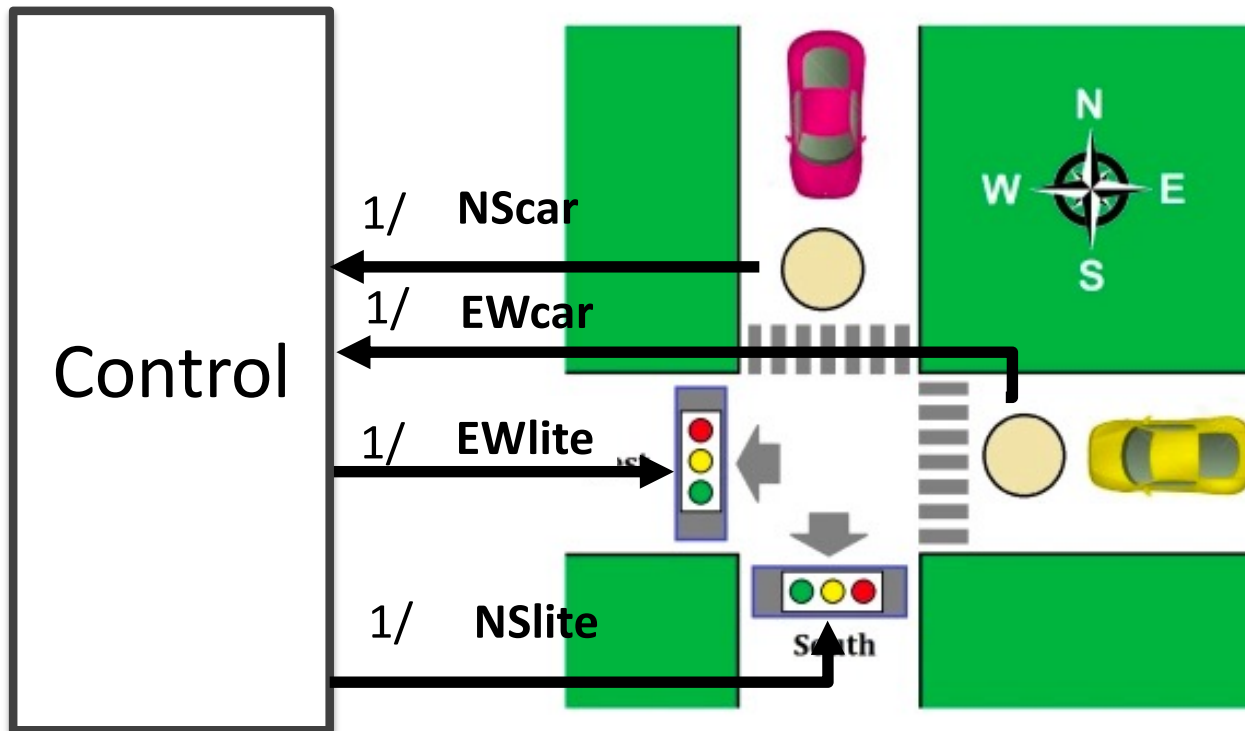 Control
1/ NScar
1/ EWcar
1/ EWlite
1/ NSlite
South
N
W E
S